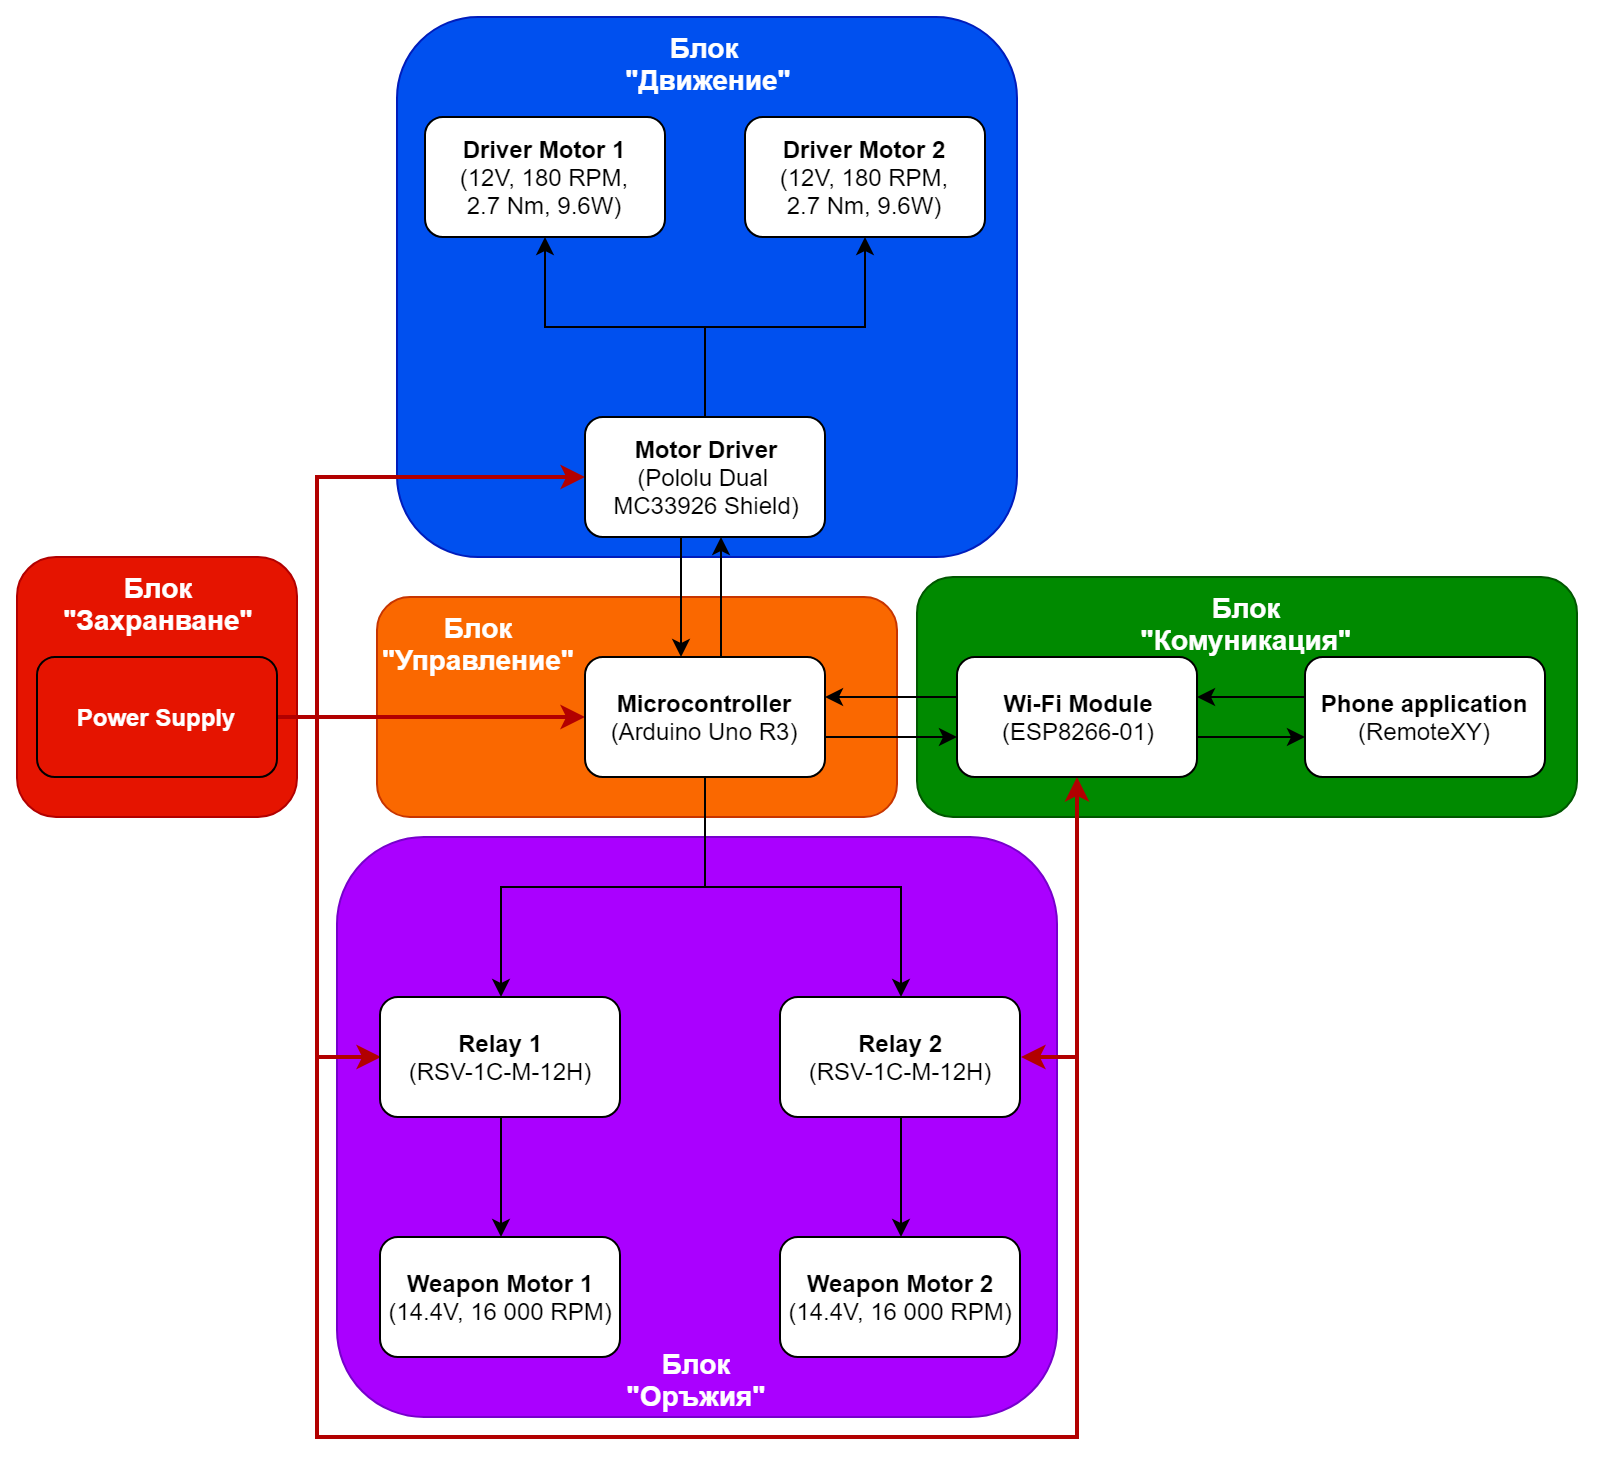 Блок
"Движение"
Driver Motor 1
(12V, 180 RPM,
2.7 Nm, 9.6W)
Driver Motor 2
(12V, 180 RPM,
2.7 Nm, 9.6W)
Motor Driver
(Pololu Dual
MC33926 Shield)
Блок
"Захранване"
Power Supply
Блок
"Управление"
Microcontroller
(Arduino Uno R3)
Блок
"Комуникация"
Wi-Fi Module
(ESP8266-01)
Phone application
(RemoteXY)
Relay 1
(RSV-1C-M-12H)
Relay 2
(RSV-1C-M-12H)
Weapon Motor 1
(14.4V, 16 000 RPM)
Weapon Motor 2
(14.4V, 16 000 RPM)
Блок
"Оръжия"